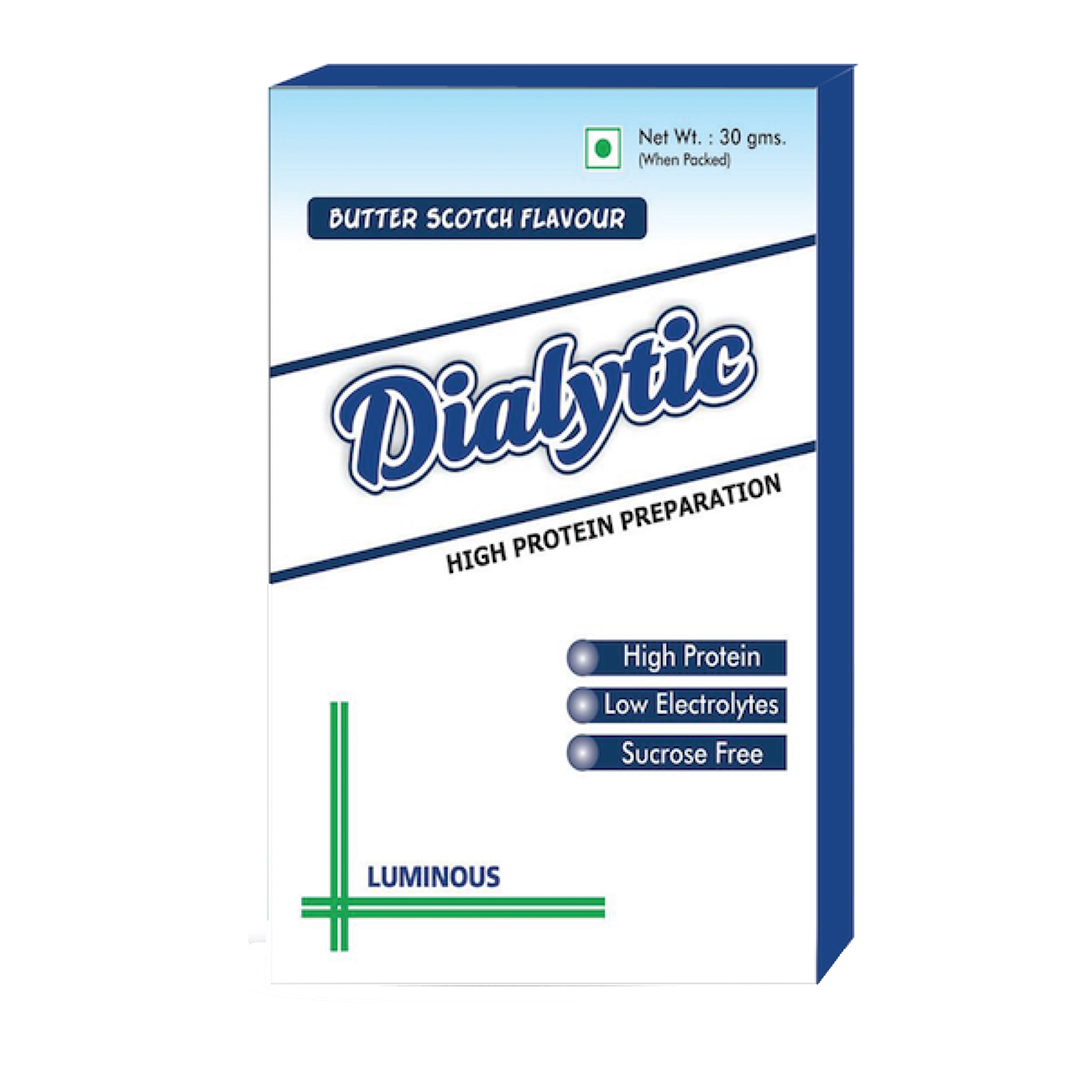 Net Wt. : 30 gms.
(When Packed)
BUTTER SCOTCH FLAVOUR
Dialytic
HIGH PROTEIN PREPARATION
High Protein
Low Electrolytes
Sucrose Free
LUMINOUS